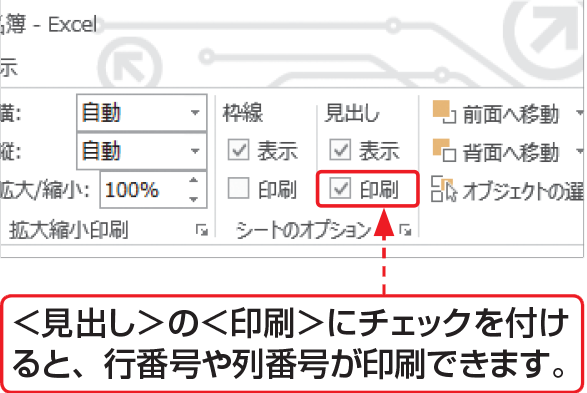 簿 - Excel
示
横: 自動 枠線 見出し 前面へ移動
縦: 自動 表示 表示 背面へ移動
拡大/縮小: 100% 印刷 印刷 オブジェクトの選
拡大縮小印刷 シートのオプション
＜見出し＞の＜印刷＞にチェックを付け
ると、行番号や列番号が印刷できます。